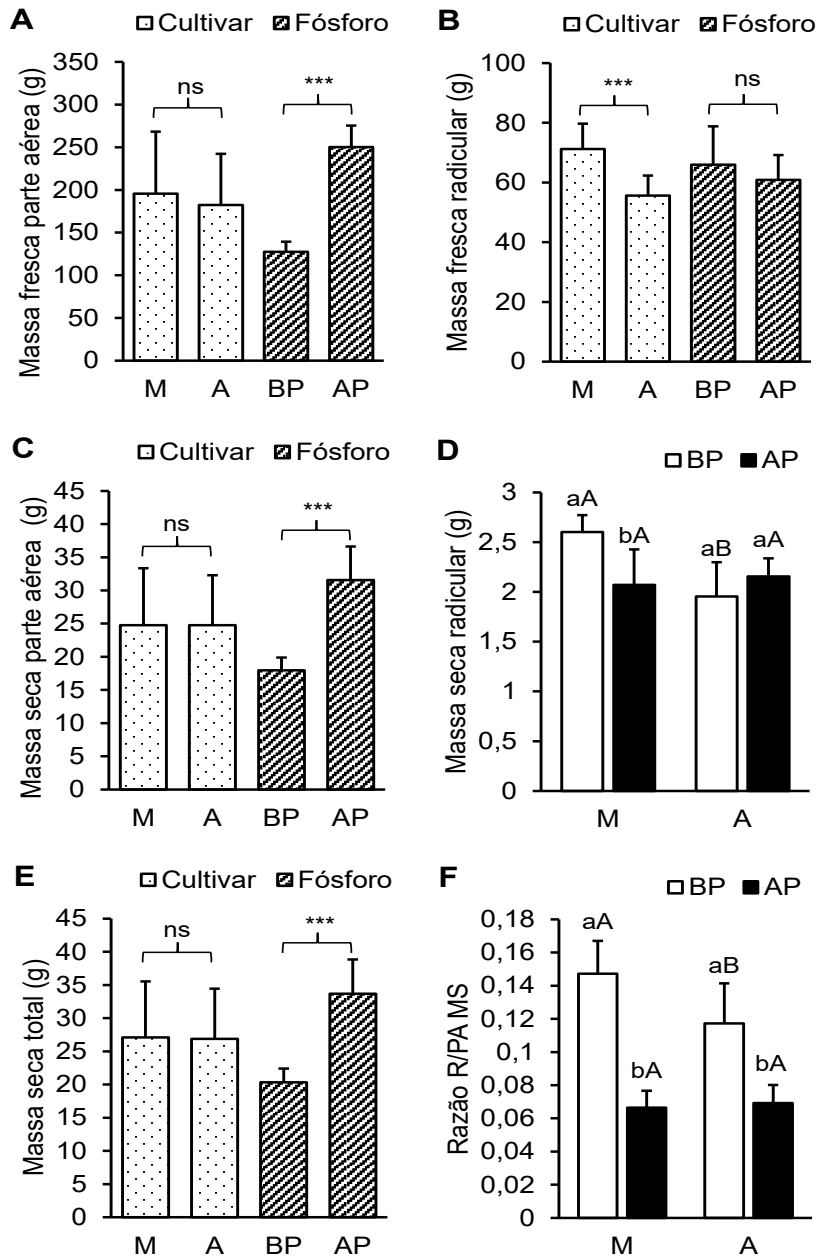 A
Cultivar Fósforo
Massa fresca parte aérea (g)
350
300
250
200
150
100
50
0
ns
***
M A BP AP
B
Cultivar Fósforo
Massa fresca radicular (g)
100
80
60
40
20
0
***
ns
M A BP AP
C
Cultivar Fósforo
Massa seca parte aérea (g)
45
40
35
30
25
20
15
10
5
0
ns
***
M A BP AP
D
BP AP
Massa seca radicular (g)
3
2,5
2
1,5
1
0,5
0
aA
bA
aB
aA
M A
E
Cultivar Fósforo
Massa seca total (g)
45
40
35
30
25
20
15
10
5
0
ns
***
M A BP AP
F
BP AP
Razão R/PA MS
0,18
0,16
0,14
0,12
0,1
0,08
0,06
0,04
0,02
0
aA
bA
aB
bA
M A